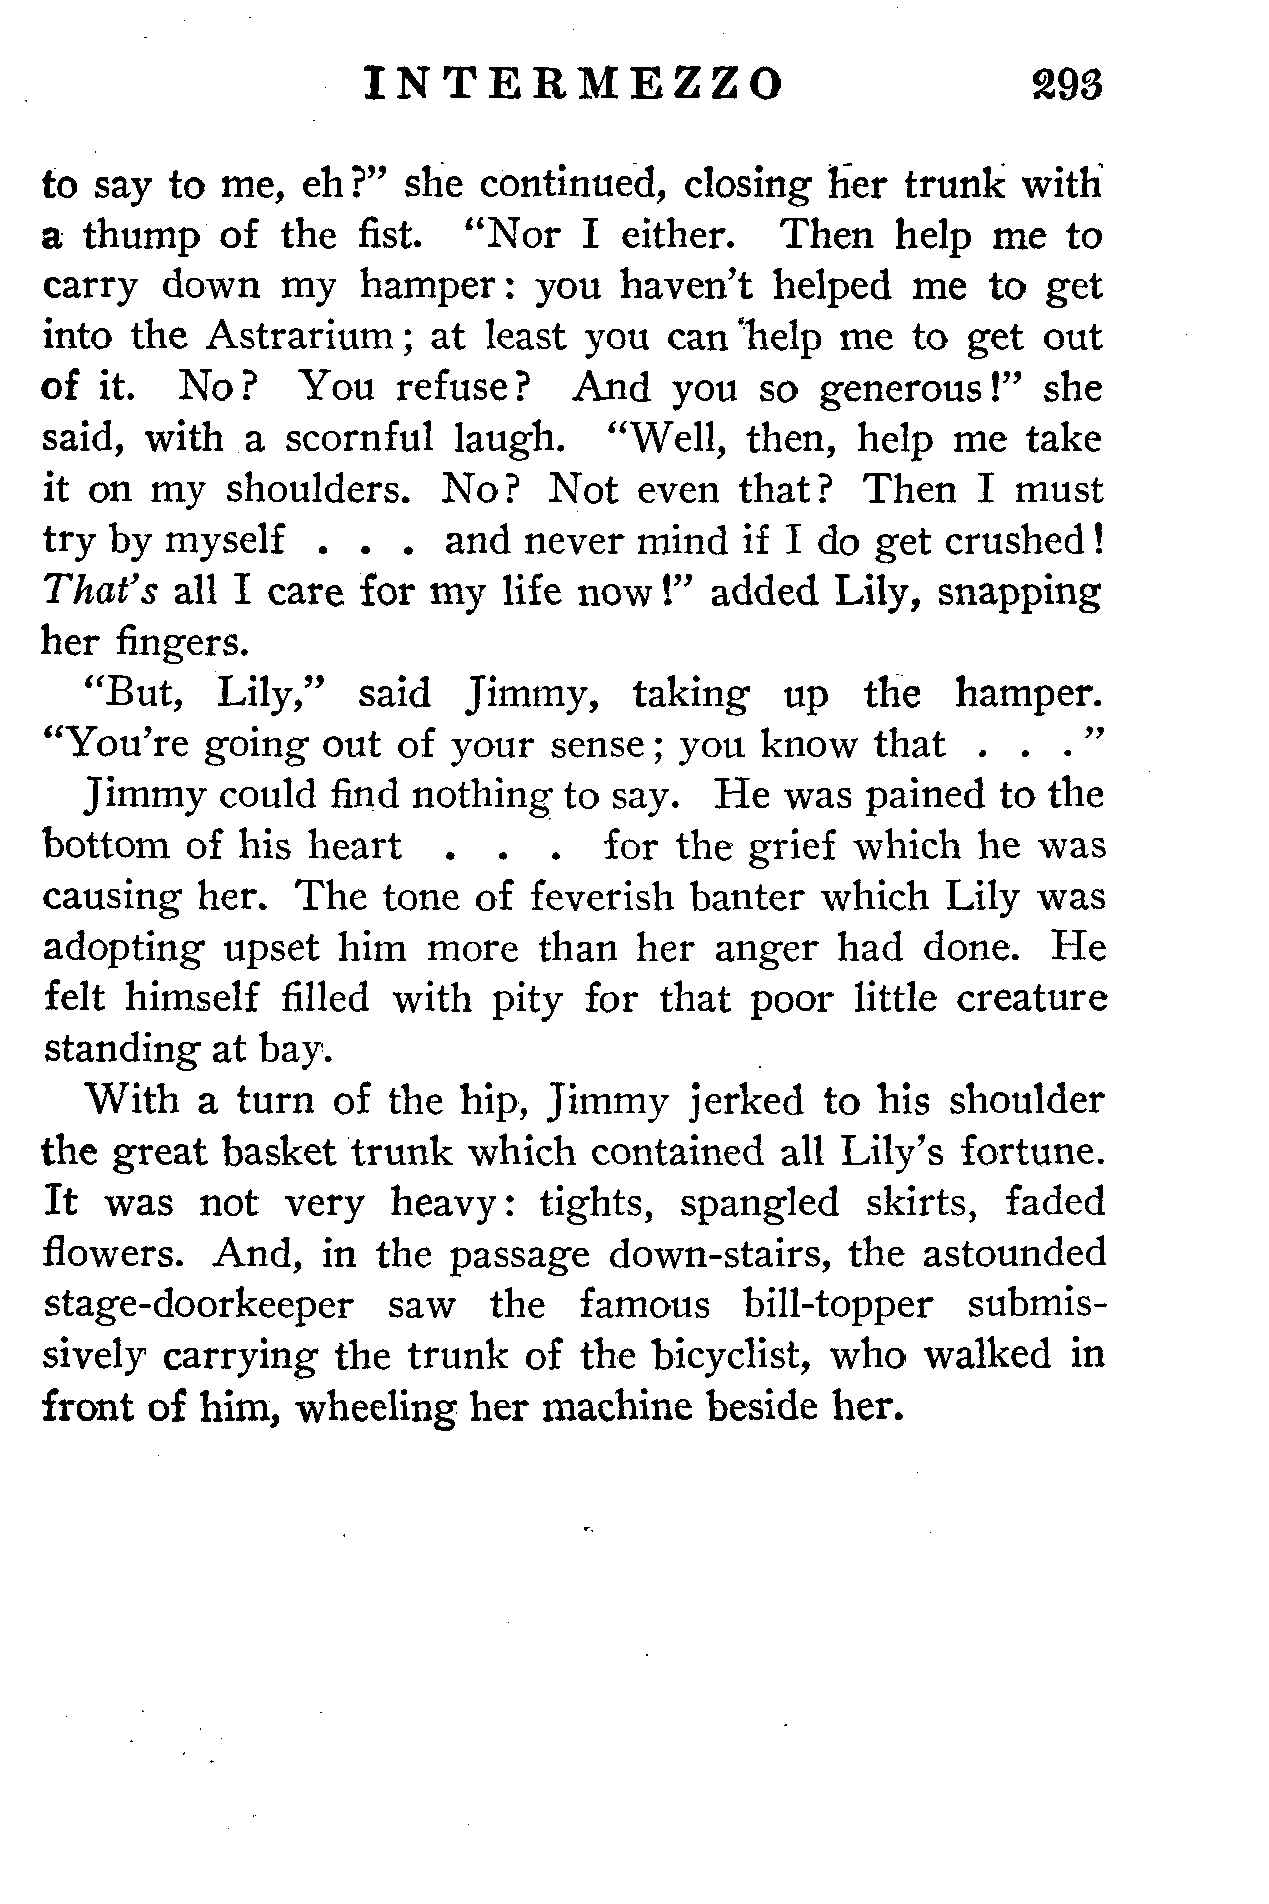 INTERMEZZO 293
to say to me, eh?" she continued, closing her trunk with
a thump of the fist. "Nor I either. Then help me to
carry down my hamper: you haven't helped me to get
into the Astrarium; at least you can help me to get out
of it. No? You refuse? And you so generous!" she
said, with a scornful laugh. "Well, then, help me take
it on my shoulders. No? Not even that? Then I must
try by myself . . . and never mind if I do get crushed!
That's all I care for my life now!" added Lily, snapping
her fingers.
"But, Lily," said Jimmy, taking up the hamper.
"You're going out of your sense; you know that . . ."
Jimmy could find nothing to say. He was pained to the
bottom of his heart . . . for the grief which he was
causing her. The tone of feverish banter which Lily was
adopting upset him more than her anger had done. He
felt himself filled with pity for that poor little creature
standing at bay.
With a turn of the hip, Jimmy jerked to his shoulder
the great basket trunk which contained all Lily's fortune.
It was not very heavy: tights, spangled skirts, faded
flowers. And, in the passage down-stairs, the astounded
stage-doorkeeper saw the famous bill-topper submis-
sively carrying the trunk of the bicyclist, who walked in
front of him, wheeling her machine beside her.